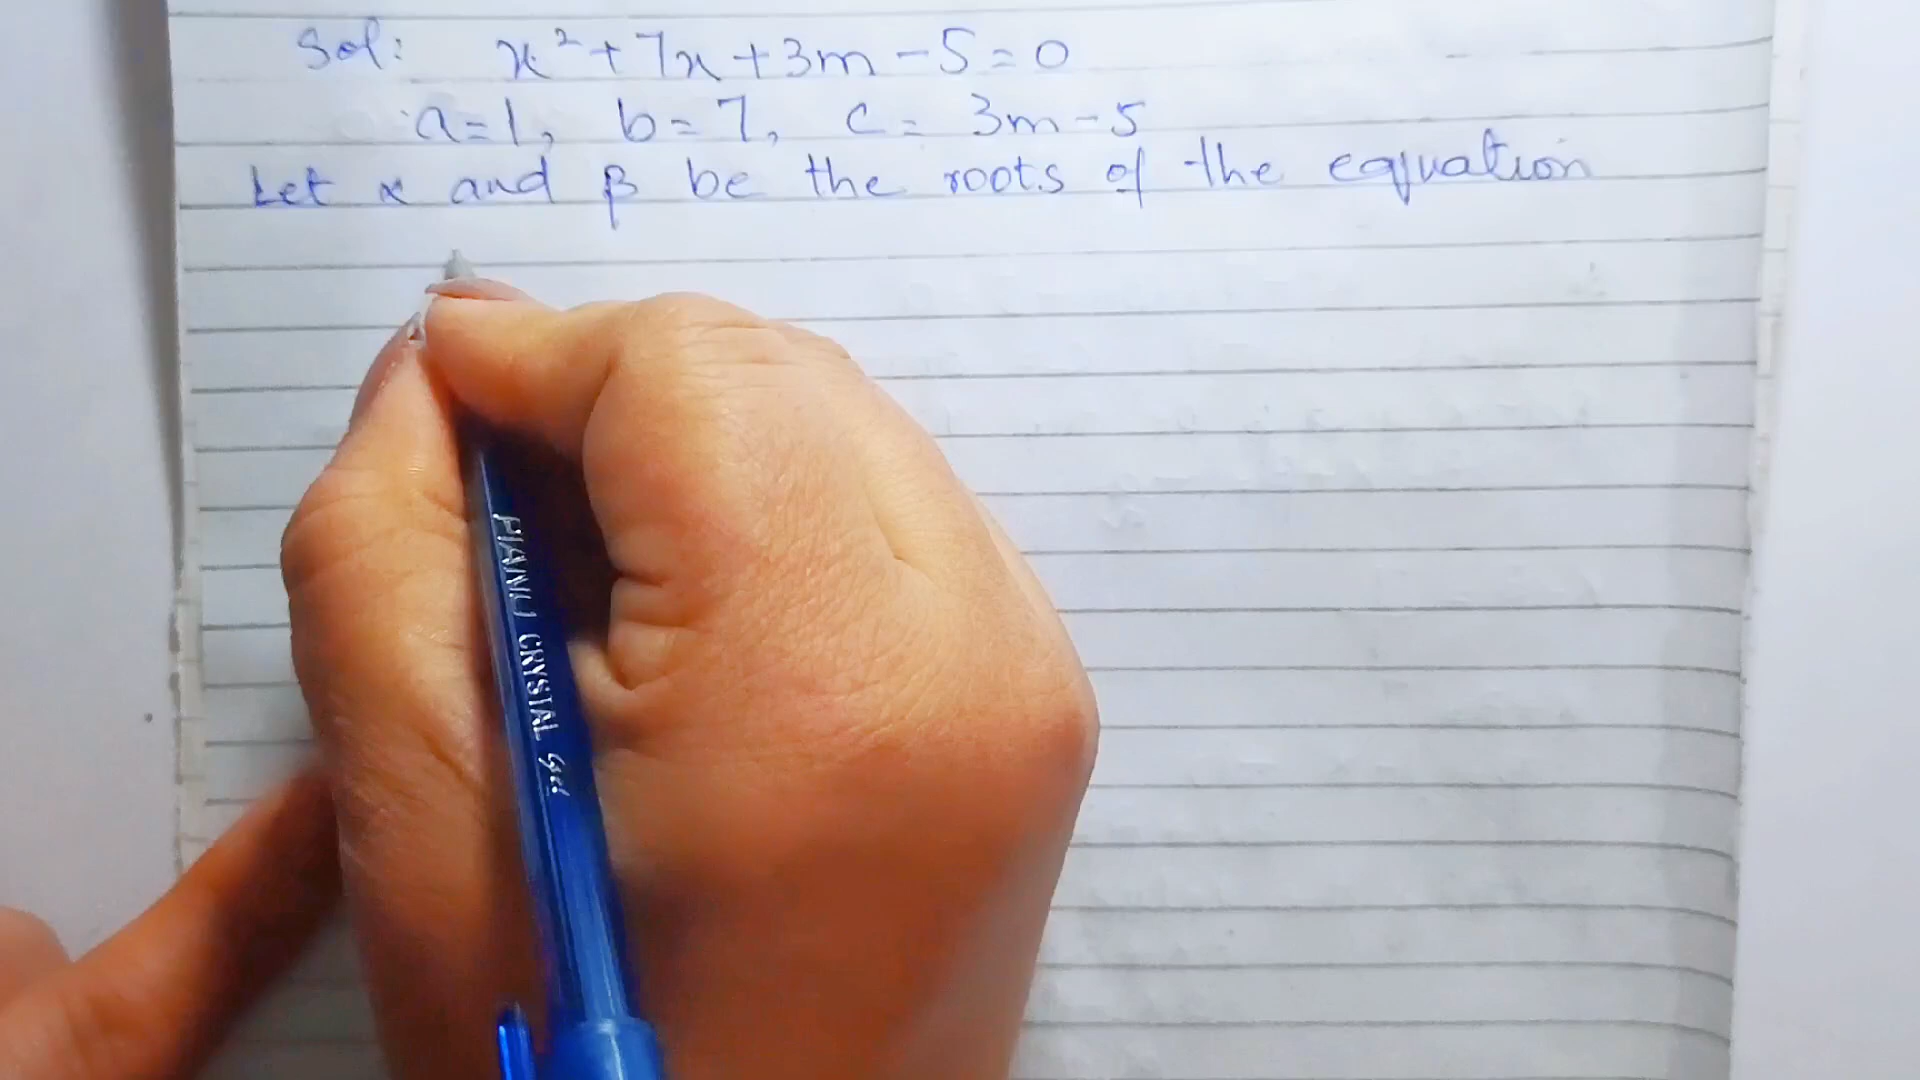 Sol: x²+7x+3m-5=0
a=1, b=7, c= 3m-5
Let α and β be the roots of the equation
PIANO CRYSTAL Gel